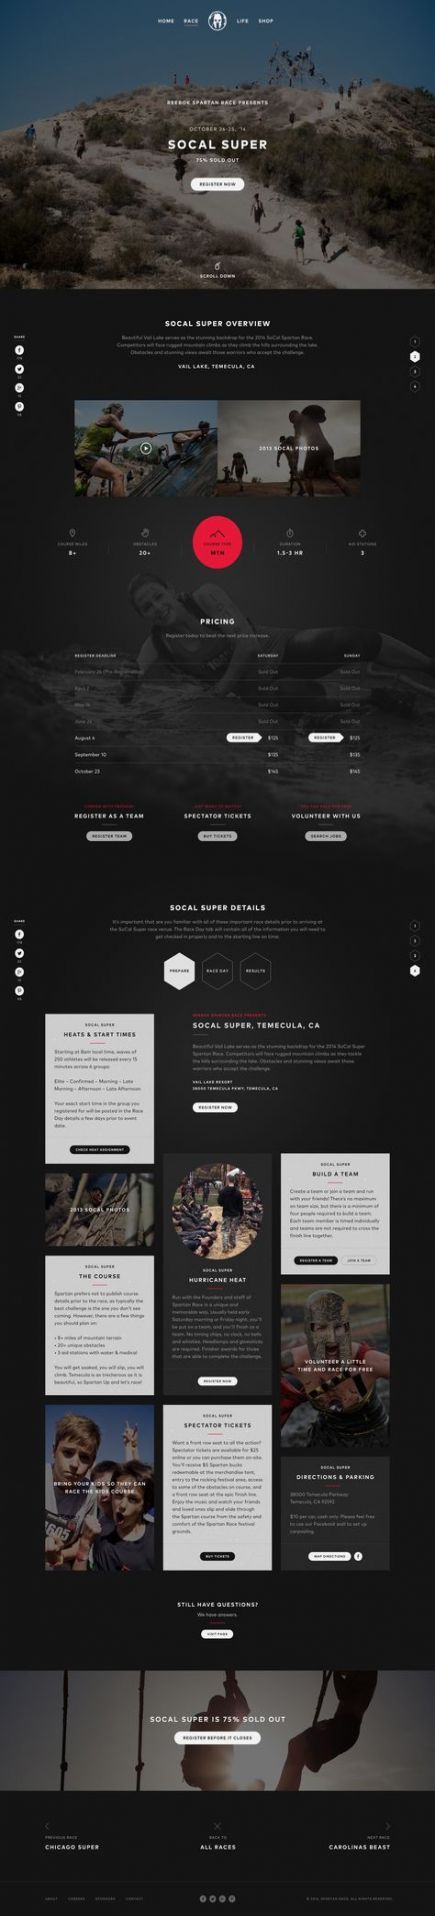 HOME RACE LIFE SHOP
REEBOK SPARTAN RACE PRESENTS
OCTOBER 24-25, '14
SOCAL SUPER
75% SOLD OUT
REGISTER NOW
SCROLL DOWN
SOCAL SUPER OVERVIEW
Beautiful Vail Lake serves as the stunning backdrop for the 2014 SoCal Spartan Race.
Competitors will face rugged mountain climbs as they climb the hills surrounding the lake.
Obstacles and stunning views await those warriors who accept the challenge.
VAIL LAKE, TEMECULA, CA
SHARE
1
2
3
4
2013 SOCAL PHOTOS
COURSE MILES OBSTACLES COURSE TYPE DURATION AID STATIONS
8+ 20+ MTN 1.5-3 HR 3
PRICING
Register today to beat the next price increase.
REGISTER DEADLINE SATURDAY SUNDAY
February 26 (Pre-Registration) Sold Out Sold Out
April 2 Sold Out Sold Out
May 14 Sold Out Sold Out
June 24 Sold Out Sold Out
August 6 REGISTER $125 REGISTER $125
September 10 $125 $135
October 23 $145 $145
REGISTER AS A TEAM SPECTATOR TICKETS VOLUNTEER WITH US
REGISTER TEAM BUY TICKETS SEARCH JOBS
SOCAL SUPER DETAILS
It's important that you are familiar with all of these important race details prior to arriving at
the SoCal Super race venue. The Race Day tab will contain all of the information you will need to
get checked in properly and to the starting line on time.
SHARE
1
2
3
4
PREPARE RACE DAY RESULTS
SOCAL SUPER
HEATS & START TIMES
Starting at 8am local time, waves of
250 athletes will be released every 15
minutes across 6 groups:
Elite – Confirmed – Morning – Late
Morning – Afternoon – Late Afternoon
Your exact start time in the group you
registered for will be posted in the Race
Day details a few days prior to event
date.
CHECK HEAT ASSIGNMENT
REEBOK SPARTAN RACE PRESENTS
SOCAL SUPER, TEMECULA, CA
Beautiful Vail Lake serves as the stunning backdrop for the 2014 SoCal Super
Spartan Race. Competitors will face rugged mountain climbs as they tackle
the hills surrounding the lake. Obstacles and stunning views await those
warriors who accept the challenge.
VAIL LAKE RESORT
38000 TEMECULA PKWY, TEMECULA, CA
REGISTER NOW
2013 SOCAL PHOTOS
SOCAL SUPER
THE COURSE
Spartan prefers not to publish course
details prior to the race, as typically the
best challenge is the one you don't see
coming. However, there are a few things
you should plan on:
• 8+ miles of mountain terrain
• 20+ unique obstacles
• 3 aid stations with water & medical
You will get soaked, you will slip, you will
climb. Temecula is as trecherous as it is
beautiful, so Spartan Up and let's race!
SOCAL SUPER
HURRICANE HEAT
Run with the Founders and staff of
Spartan Race in a unique and
memorable way. Usually held early
Saturday morning or Friday night, you'll
be put on a team, and you'll finish as a
team. No timing chips, no clock, no bells
and whistles. Headlamps and glowsticks
are required. Finisher awards for those
that are able to complete the challenge.
REGISTER NOW
SOCAL SUPER
BUILD A TEAM
Create a team or join a team and run
with your friends! There's no maximum
on team size, but there is a minimum of
four people required to build a team.
Each team member is timed individually
and teams are not required to cross the
finish line together.
REGISTER A TEAM JOIN A TEAM
VOLUNTEER A LITTLE
TIME AND RACE FOR FREE
BRING YOUR KIDS SO THEY CAN
RACE THE KIDS COURSE
SOCAL SUPER
SPECTATOR TICKETS
Want a front row seat to all the action?
Spectator tickets are available for $25
online or you can purchase them on-site.
You'll receive $5 Spartan bucks
redeemable at the merchandise tent,
entry to the rocking festival area, access
to some of the obstacles on course, and
a front row seat at the epic finish line.
Enjoy the music and watch your friends
and loved ones slip and slide through
the Spartan course from the safety and
comfort of the Spartan Race festival
grounds.
BUY TICKETS
SOCAL SUPER
DIRECTIONS & PARKING
38000 Temecula Parkway
Temecula, CA 92592
$10 per car, cash only. Please feel free
to use our Facebook wall to set up
carpooling.
MAP DIRECTIONS
STILL HAVE QUESTIONS?
We have answers.
VISIT FAQS
SOCAL SUPER IS 75% SOLD OUT
REGISTER BEFORE IT CLOSES
PREVIOUS RACE BACK TO NEXT RACE
CHICAGO SUPER ALL RACES CAROLINAS BEAST
ABOUT CAREERS SPONSORS CONTACT